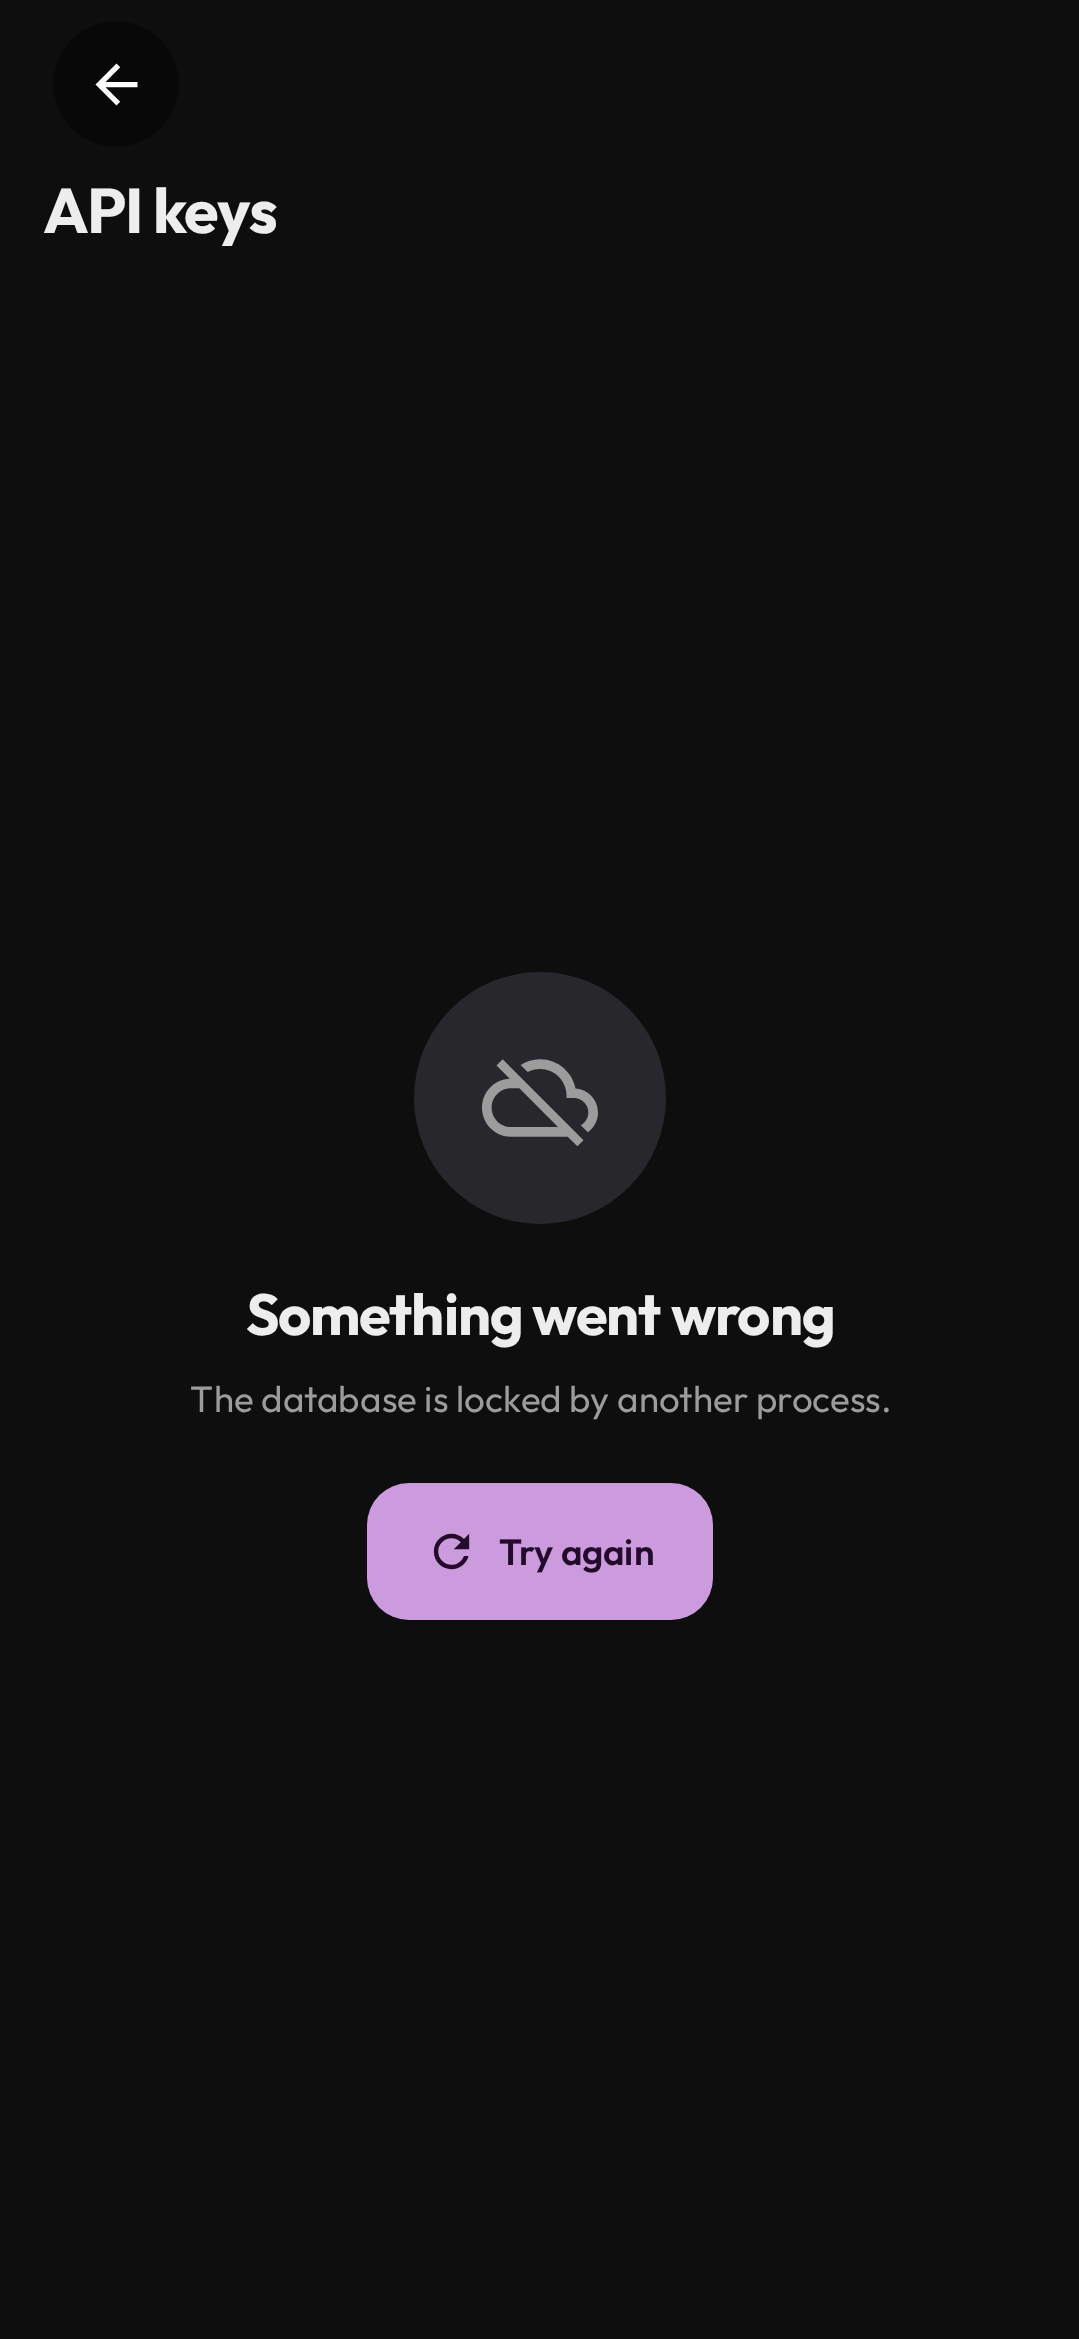 API keys
Something went wrong
The database is locked by another process.
Try again